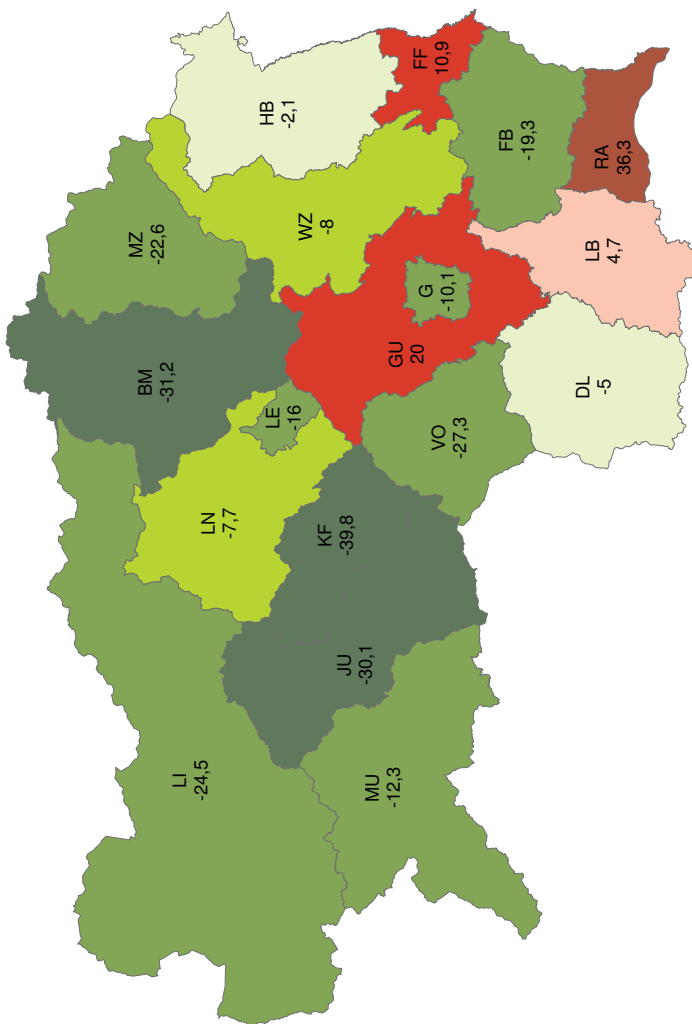 LI
-24,5
BM
-31,2
MZ
-22,6
HB
-2,1
LN
-7,7
LE
-16
WZ
-8
MU
-12,3
JU
-30,1
KF
-39,8
GU
20
G
-10,1
FF
10,9
VO
-27,3
FB
-19,3
DL
-5
LB
4,7
RA
36,3